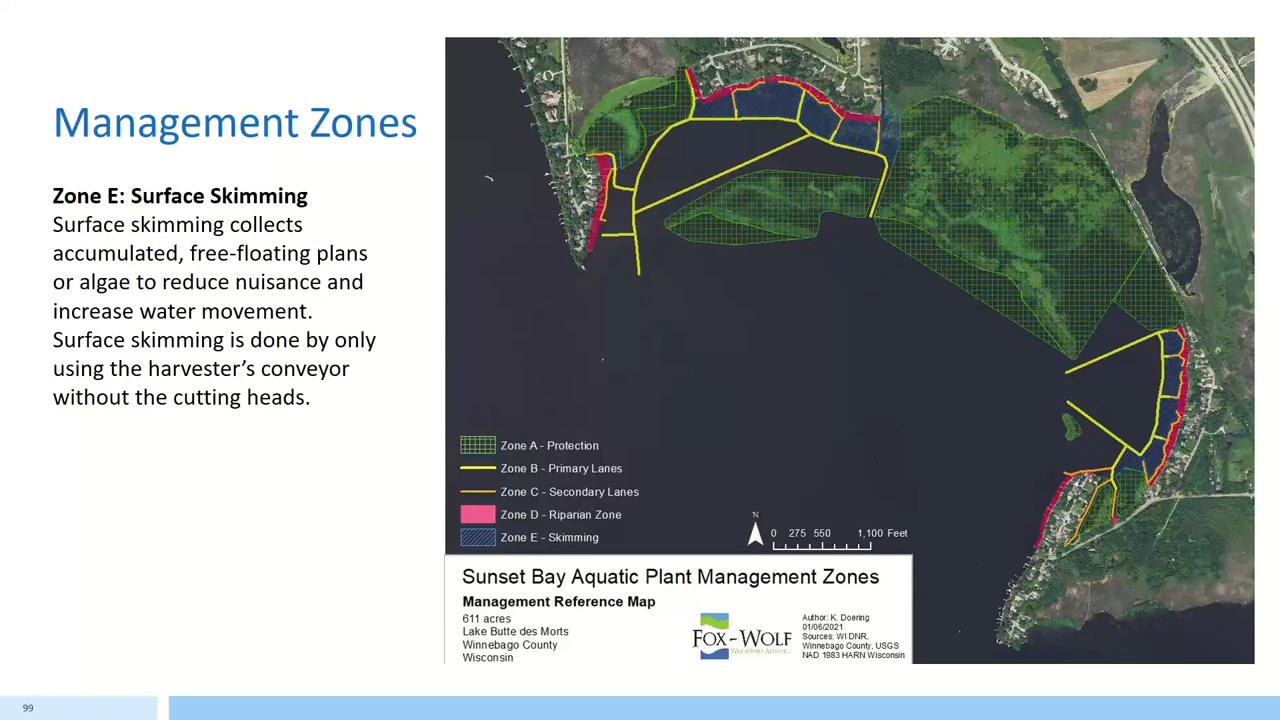 Management Zones
Zone E: Surface Skimming
Surface skimming collects
accumulated, free-floating plans
or algae to reduce nuisance and
increase water movement.
Surface skimming is done by only
using the harvester’s conveyor
without the cutting heads.
Zone A - Protection
Zone B - Primary Lanes
Zone C - Secondary Lanes
Zone D - Riparian Zone
Zone E - Skimming
N
0 275 550 1,100 Feet
Sunset Bay Aquatic Plant Management Zones
Management Reference Map
611 acres
Lake Butte des Morts
Winnebago County
Wisconsin
FOX-WOLF
WATERSHED ALLIANCE
Author: K. Doering
01/06/2021
Sources: WI DNR,
Winnebago County, USGS
NAD 1983 HARN Wisconsin
99